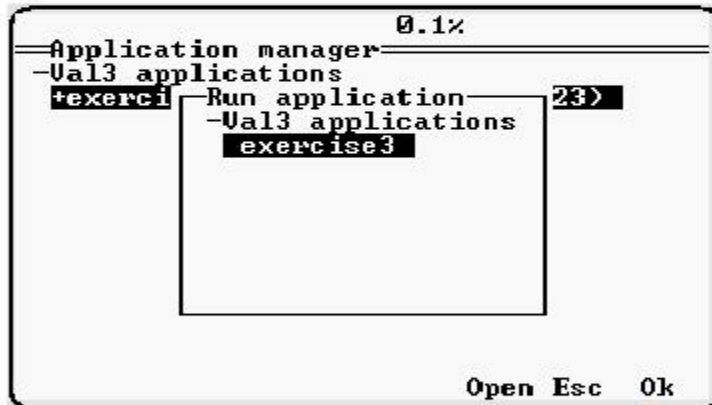 0.1%
Application manager
-Val3 applications
+exerci 23)
Run application
-Val3 applications
exercise3
Open Esc Ok